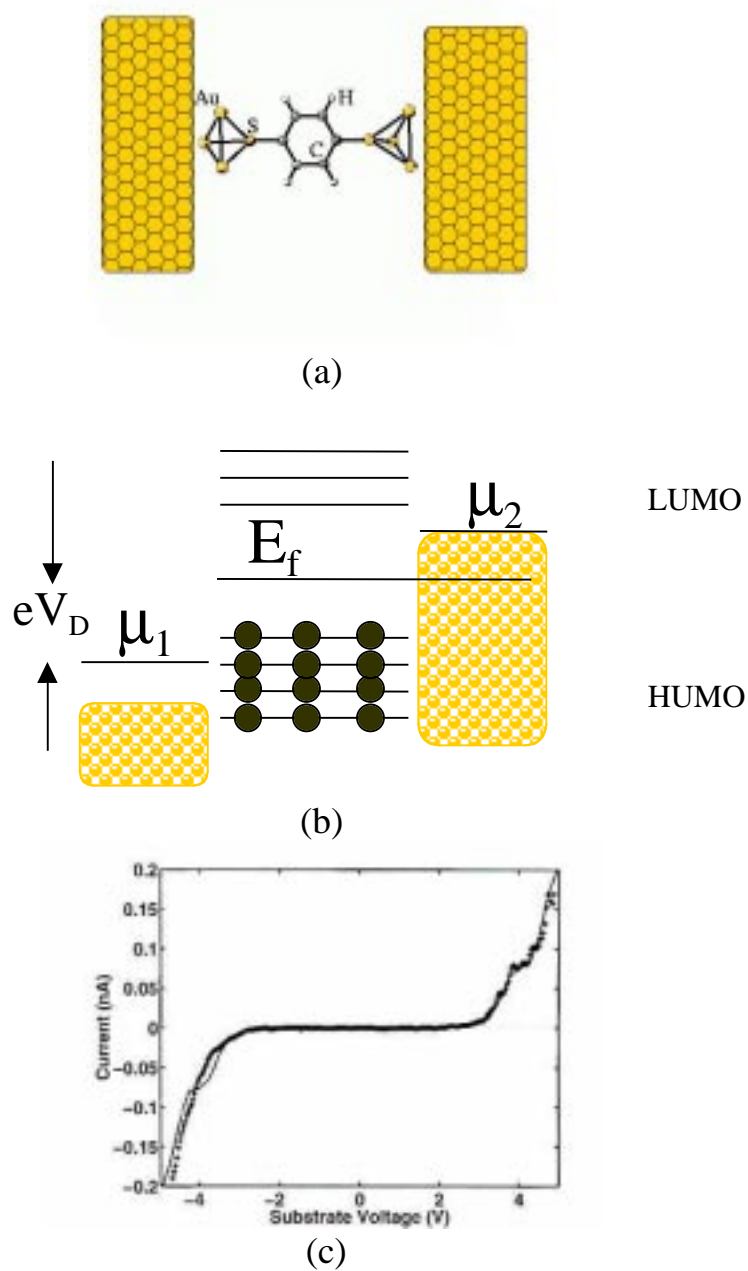 Au
H
S
C
(a)
LUMO
μ2
Ef
eVD
μ1
HUMO
(b)
0.2
0.15
0.1
0.05
0
−0.05
−0.1
−0.15
−0.2
Current (nA)
−4 −2 0 2 4
Substrate Voltage (V)
(c)